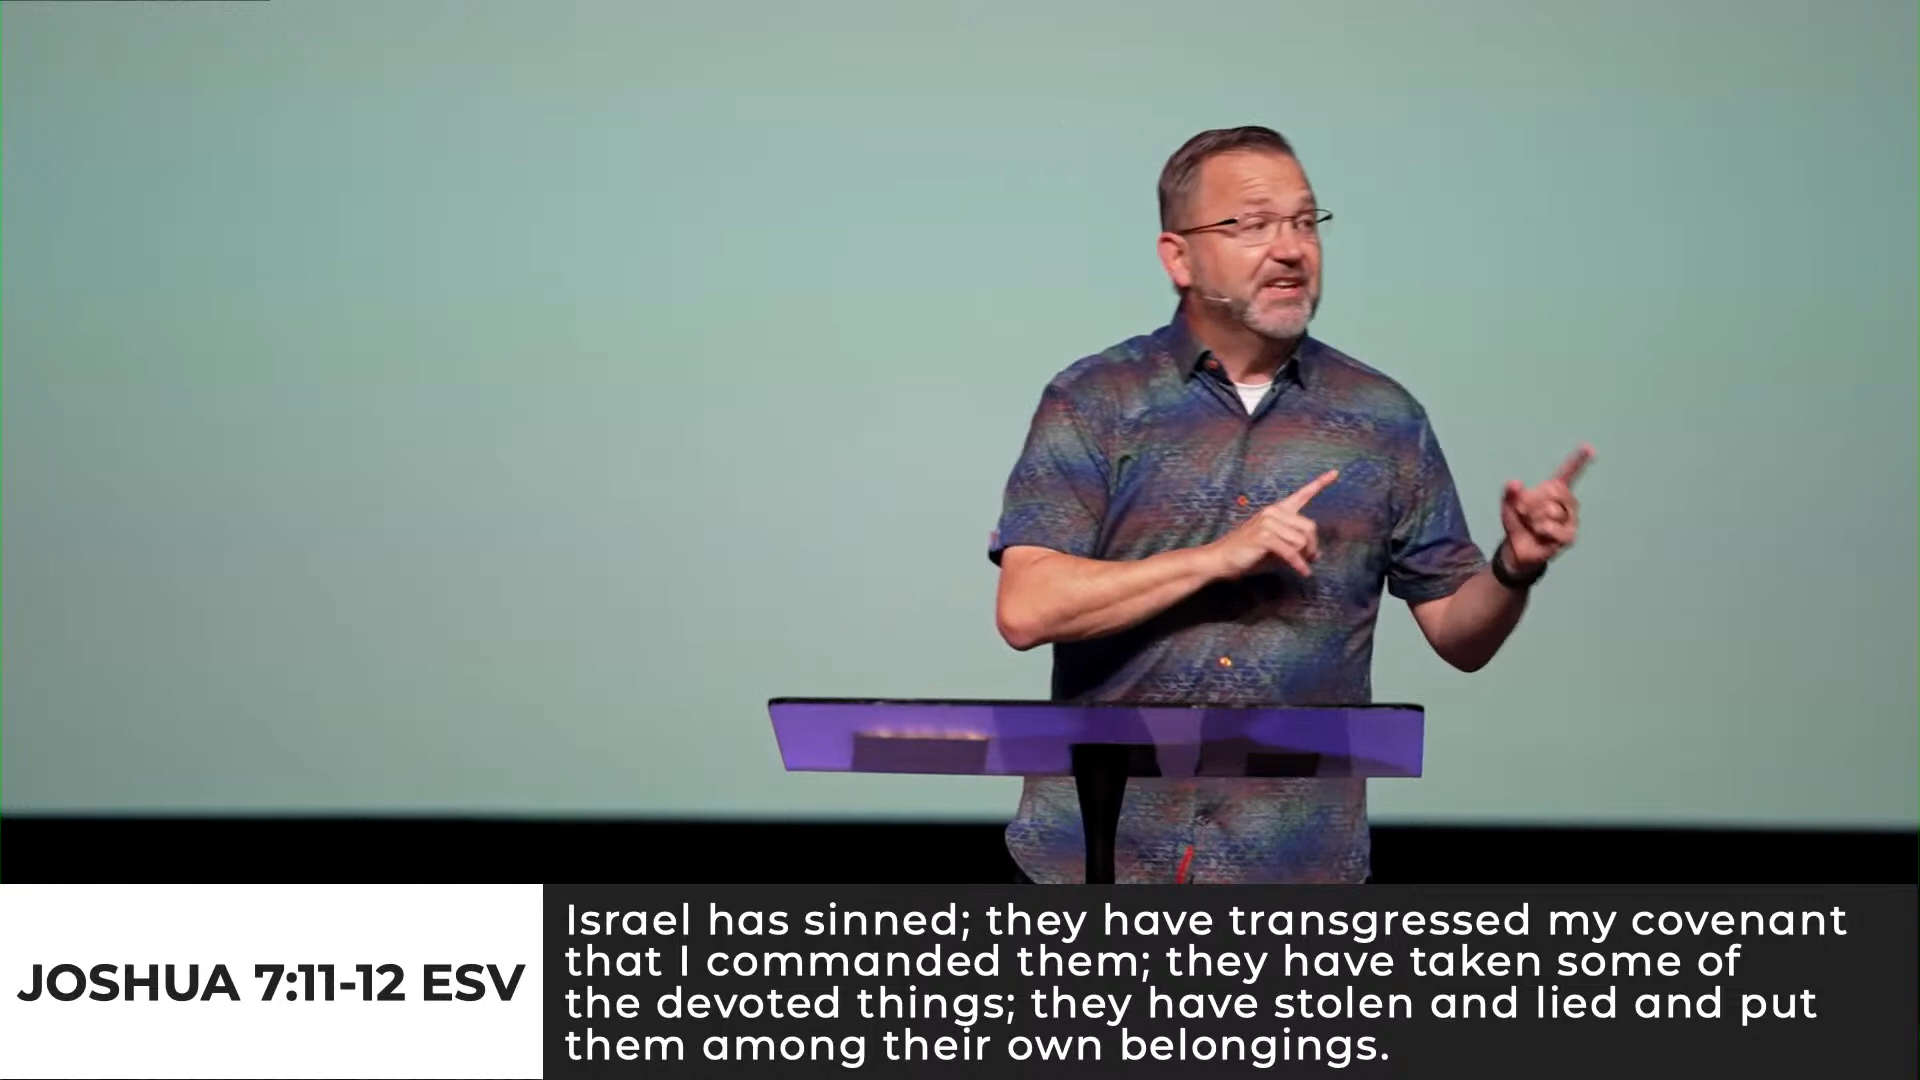 JOSHUA 7:11-12 ESV
Israel has sinned; they have transgressed my covenant
that I commanded them; they have taken some of
the devoted things; they have stolen and lied and put
them among their own belongings.